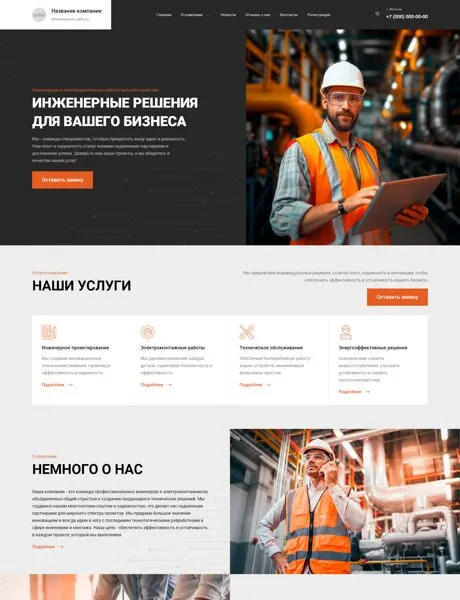 Название компании
Инженерные работы
Главная
О компании
Новости
Отзывы о нас
Контакты
Регистрация
г. Москва
+7 (000) 000-00-00
Инженерные и электромонтажные работы высшего качества
ИНЖЕНЕРНЫЕ РЕШЕНИЯ
ДЛЯ ВАШЕГО БИЗНЕСА
Мы - команда специалистов, готовых превратить вашу идею в реальность.
Наш опыт и надежность станут вашими надежными партнерами в
достижении успеха. Доверьте нам ваши проекты, и вы убедитесь в
качестве наших услуг.
Оставить заявку
Услуги компании
НАШИ УСЛУГИ
Мы предлагаем индивидуальные решения, сочетая опыт, надежность и инновации, чтобы
обеспечить эффективность и устойчивость вашего бизнеса.
Оставить заявку
Инженерное проектирование
Мы создаем инновационные
технические решения, гарантируя
эффективность и надежность.
Подробнее
Электромонтажные работы
Мы уделяем внимание каждой
детали, гарантируя безопасность и
эффективность.
Подробнее
Техническое обслуживание
Обеспечим бесперебойную работу
ваших устройств, минимизируя
возможные простои.
Подробнее
Энергоэффективные решения
поможем вам снизить
энергопотребление, улучшить
устойчивость и снизить
экологический след.
Подробнее
О компании
НЕМНОГО О НАС
Наша компания - это команда профессиональных инженеров и электромонтажников,
объединенных общей страстью к созданию выдающихся технических решений. Мы
гордимся нашим многолетним опытом и надежностью, что делает нас надежными
партнерами для широкого спектра проектов. Мы придаем большое значение
инновациям и всегда идем в ногу с последними технологическими разработками в
сфере инженерии и монтажа. Наша цель - обеспечить эффективность и устойчивость
в каждом проекте, который мы выполняем.
Подробнее